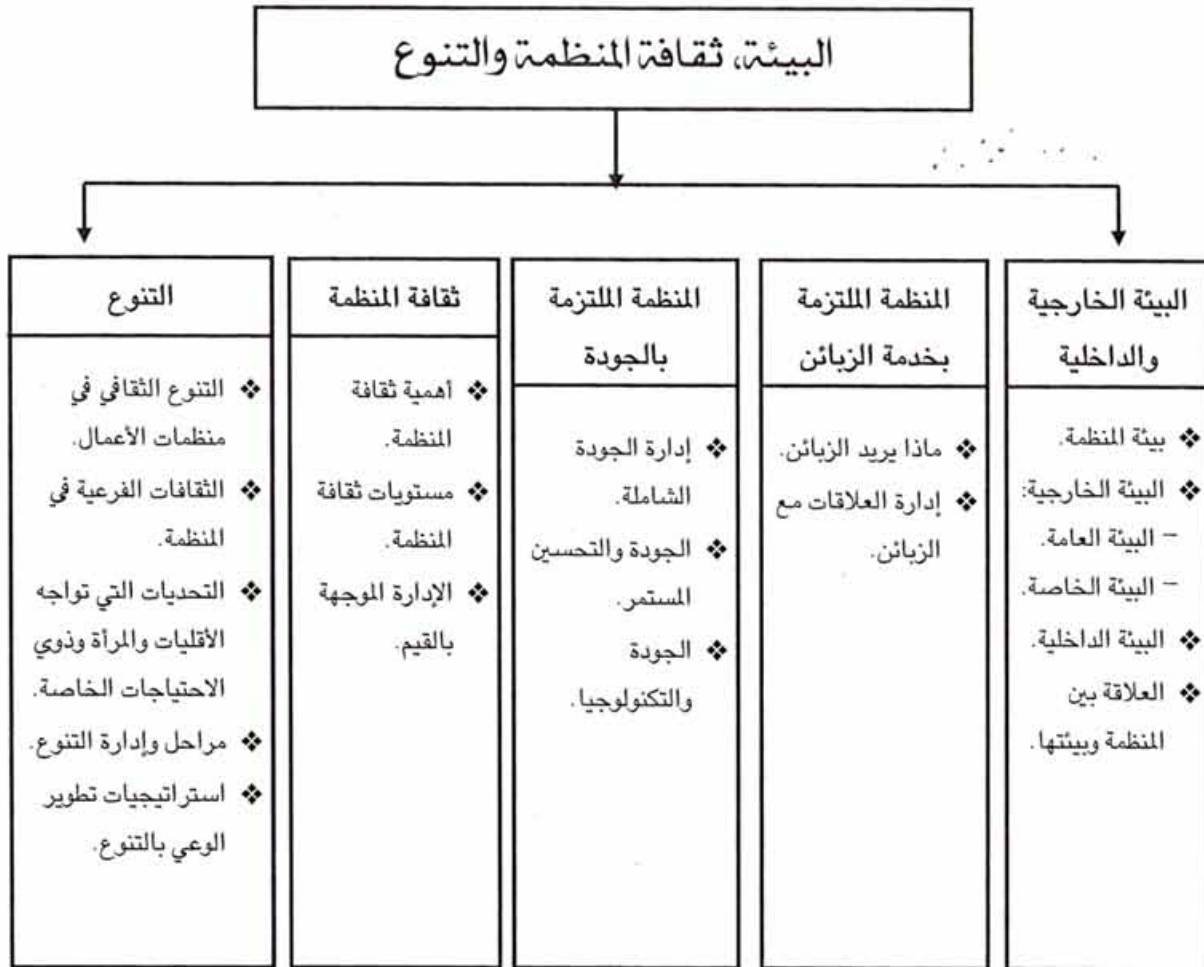 البيئة، ثقافة المنظمة والتنوع
البيئة الخارجية
والداخلية
❖ بيئة المنظمة.
❖ البيئة الخارجية:
– البيئة العامة.
– البيئة الخاصة.
❖ البيئة الداخلية.
❖ العلاقة بين
المنظمة وبيئتها.
المنظمة الملتزمة
بخدمة الزبائن
❖ ماذا يريد الزبائن.
❖ إدارة العلاقات مع
الزبائن.
المنظمة الملتزمة
بالجودة
❖ إدارة الجودة
الشاملة.
❖ الجودة والتحسين
المستمر.
❖ الجودة
والتكنولوجيا.
ثقافة المنظمة
❖ أهمية ثقافة
المنظمة.
❖ مستويات ثقافة
المنظمة.
❖ الإدارة الموجهة
بالقيم.
التنوع
❖ التنوع الثقافي في
منظمات الأعمال.
❖ الثقافات الفرعية في
المنظمة.
❖ التحديات التي تواجه
الأقليات والمرأة وذوي
الاحتياجات الخاصة.
❖ مراحل وإدارة التنوع.
❖ استراتيجيات تطوير
الوعي بالتنوع.